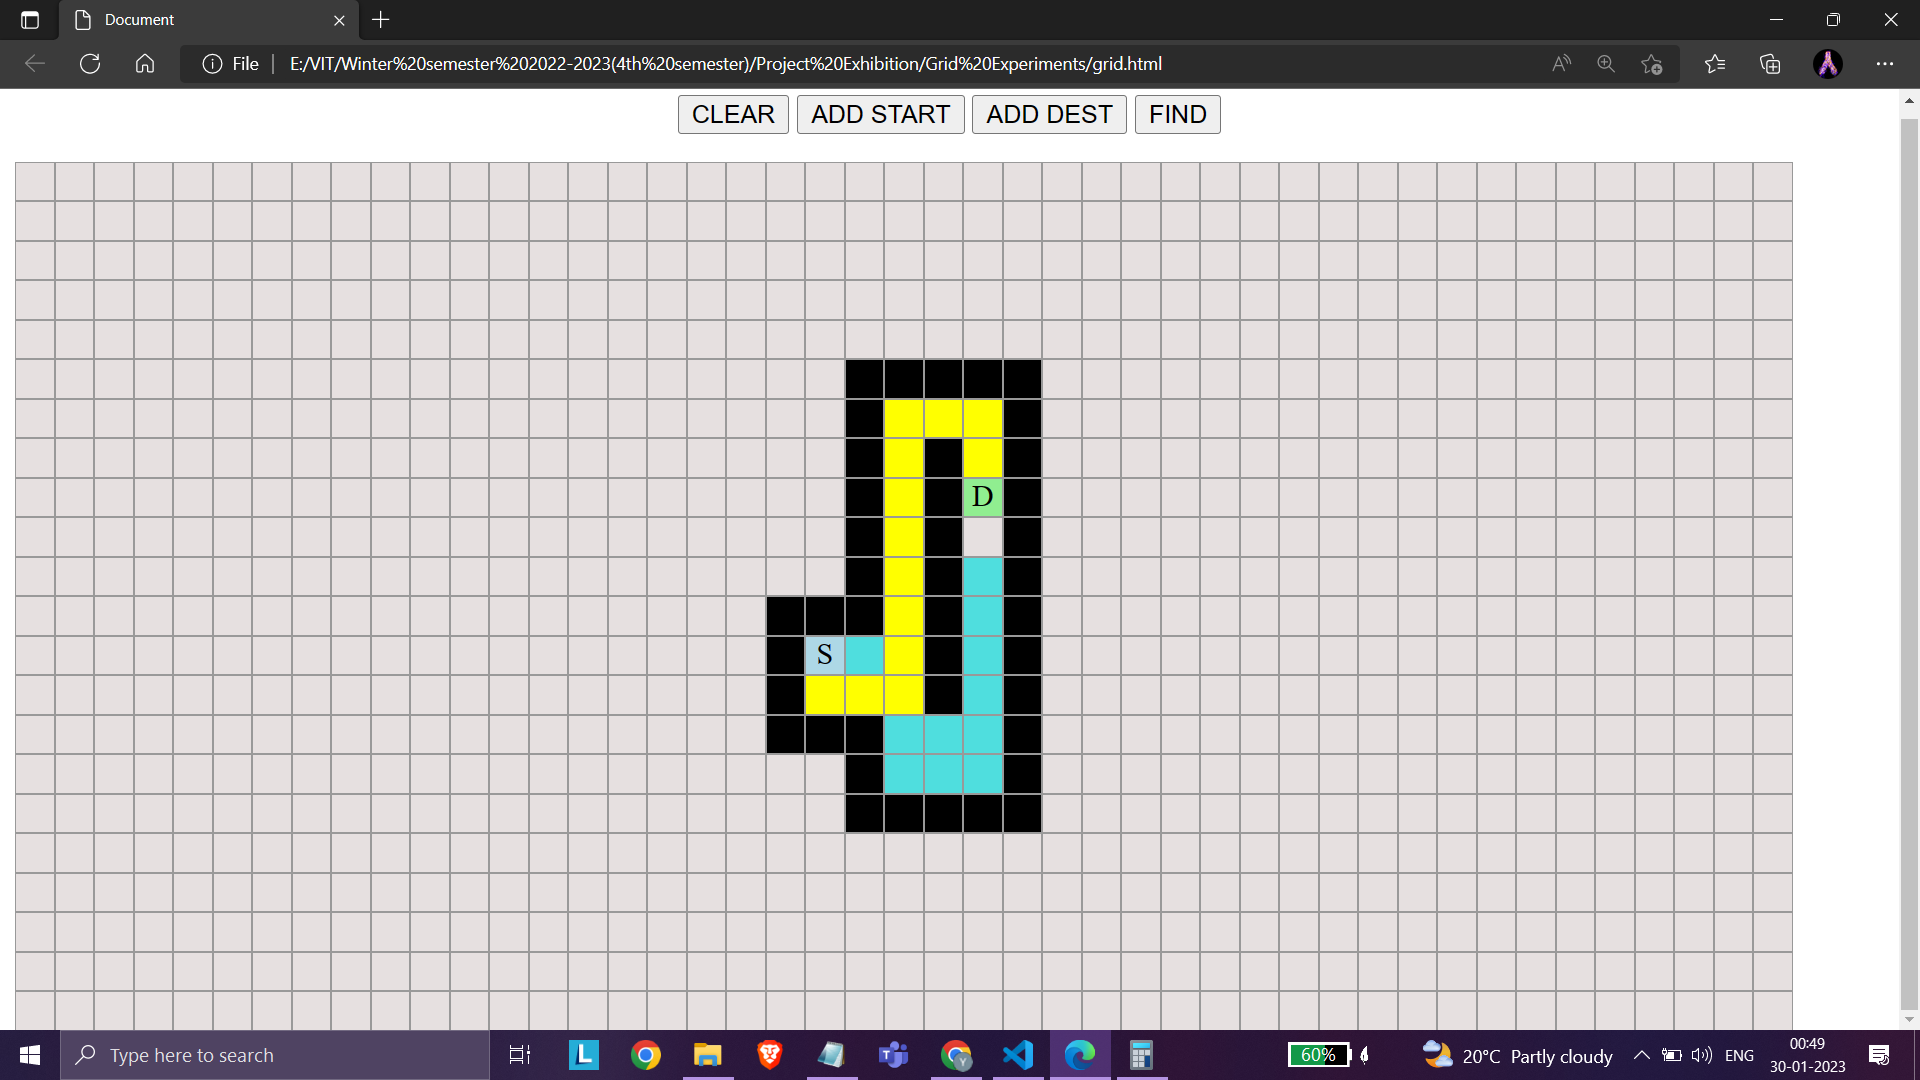 Document
File
E:/VIT/Winter%20semester%202022-2023(4th%20semester)/Project%20Exhibition/Grid%20Experiments/grid.html
CLEAR ADD START ADD DEST FIND
D
S
Type here to search
L
Y
60%
20°C Partly cloudy
ENG
00:49
30-01-2023